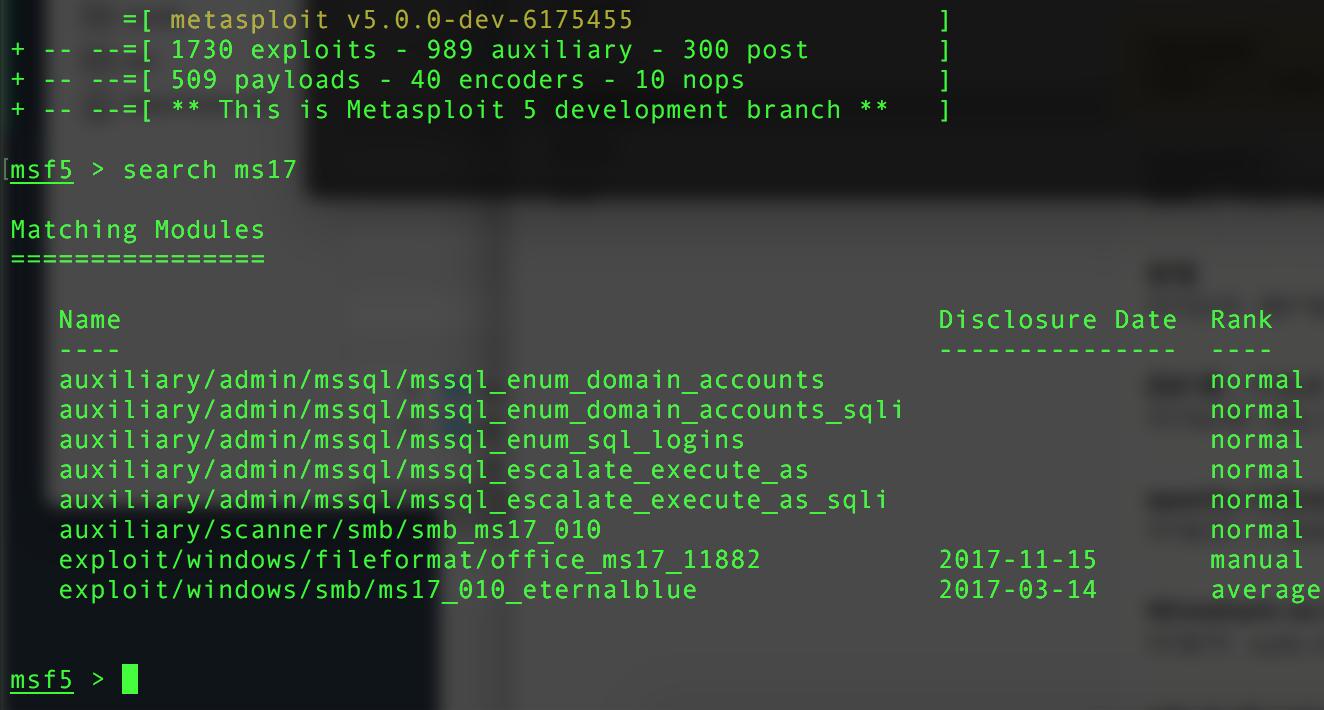 =[ metasploit v5.0.0-dev-6175455 ]
+ -- --=[ 1730 exploits - 989 auxiliary - 300 post ]
+ -- --=[ 509 payloads - 40 encoders - 10 nops ]
+ -- --=[ ** This is Metasploit 5 development branch ** ]
[msf5 > search ms17
Matching Modules
================
Name Disclosure Date Rank
---- --------------- ----
auxiliary/admin/mssql/mssql_enum_domain_accounts normal
auxiliary/admin/mssql/mssql_enum_domain_accounts_sqli normal
auxiliary/admin/mssql/mssql_enum_sql_logins normal
auxiliary/admin/mssql/mssql_escalate_execute_as normal
auxiliary/admin/mssql/mssql_escalate_execute_as_sqli normal
auxiliary/scanner/smb/smb_ms17_010 normal
exploit/windows/fileformat/office_ms17_11882 2017-11-15 manual
exploit/windows/smb/ms17_010_eternalblue 2017-03-14 average
msf5 >